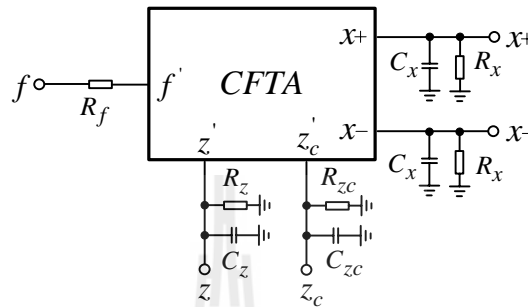 x+
x+
C_x
R_x
f
f'
CFTA
R_f
z'
z_c'
x-
x-
C_x
R_x
R_z
R_zc
C_z
C_zc
z
z_c